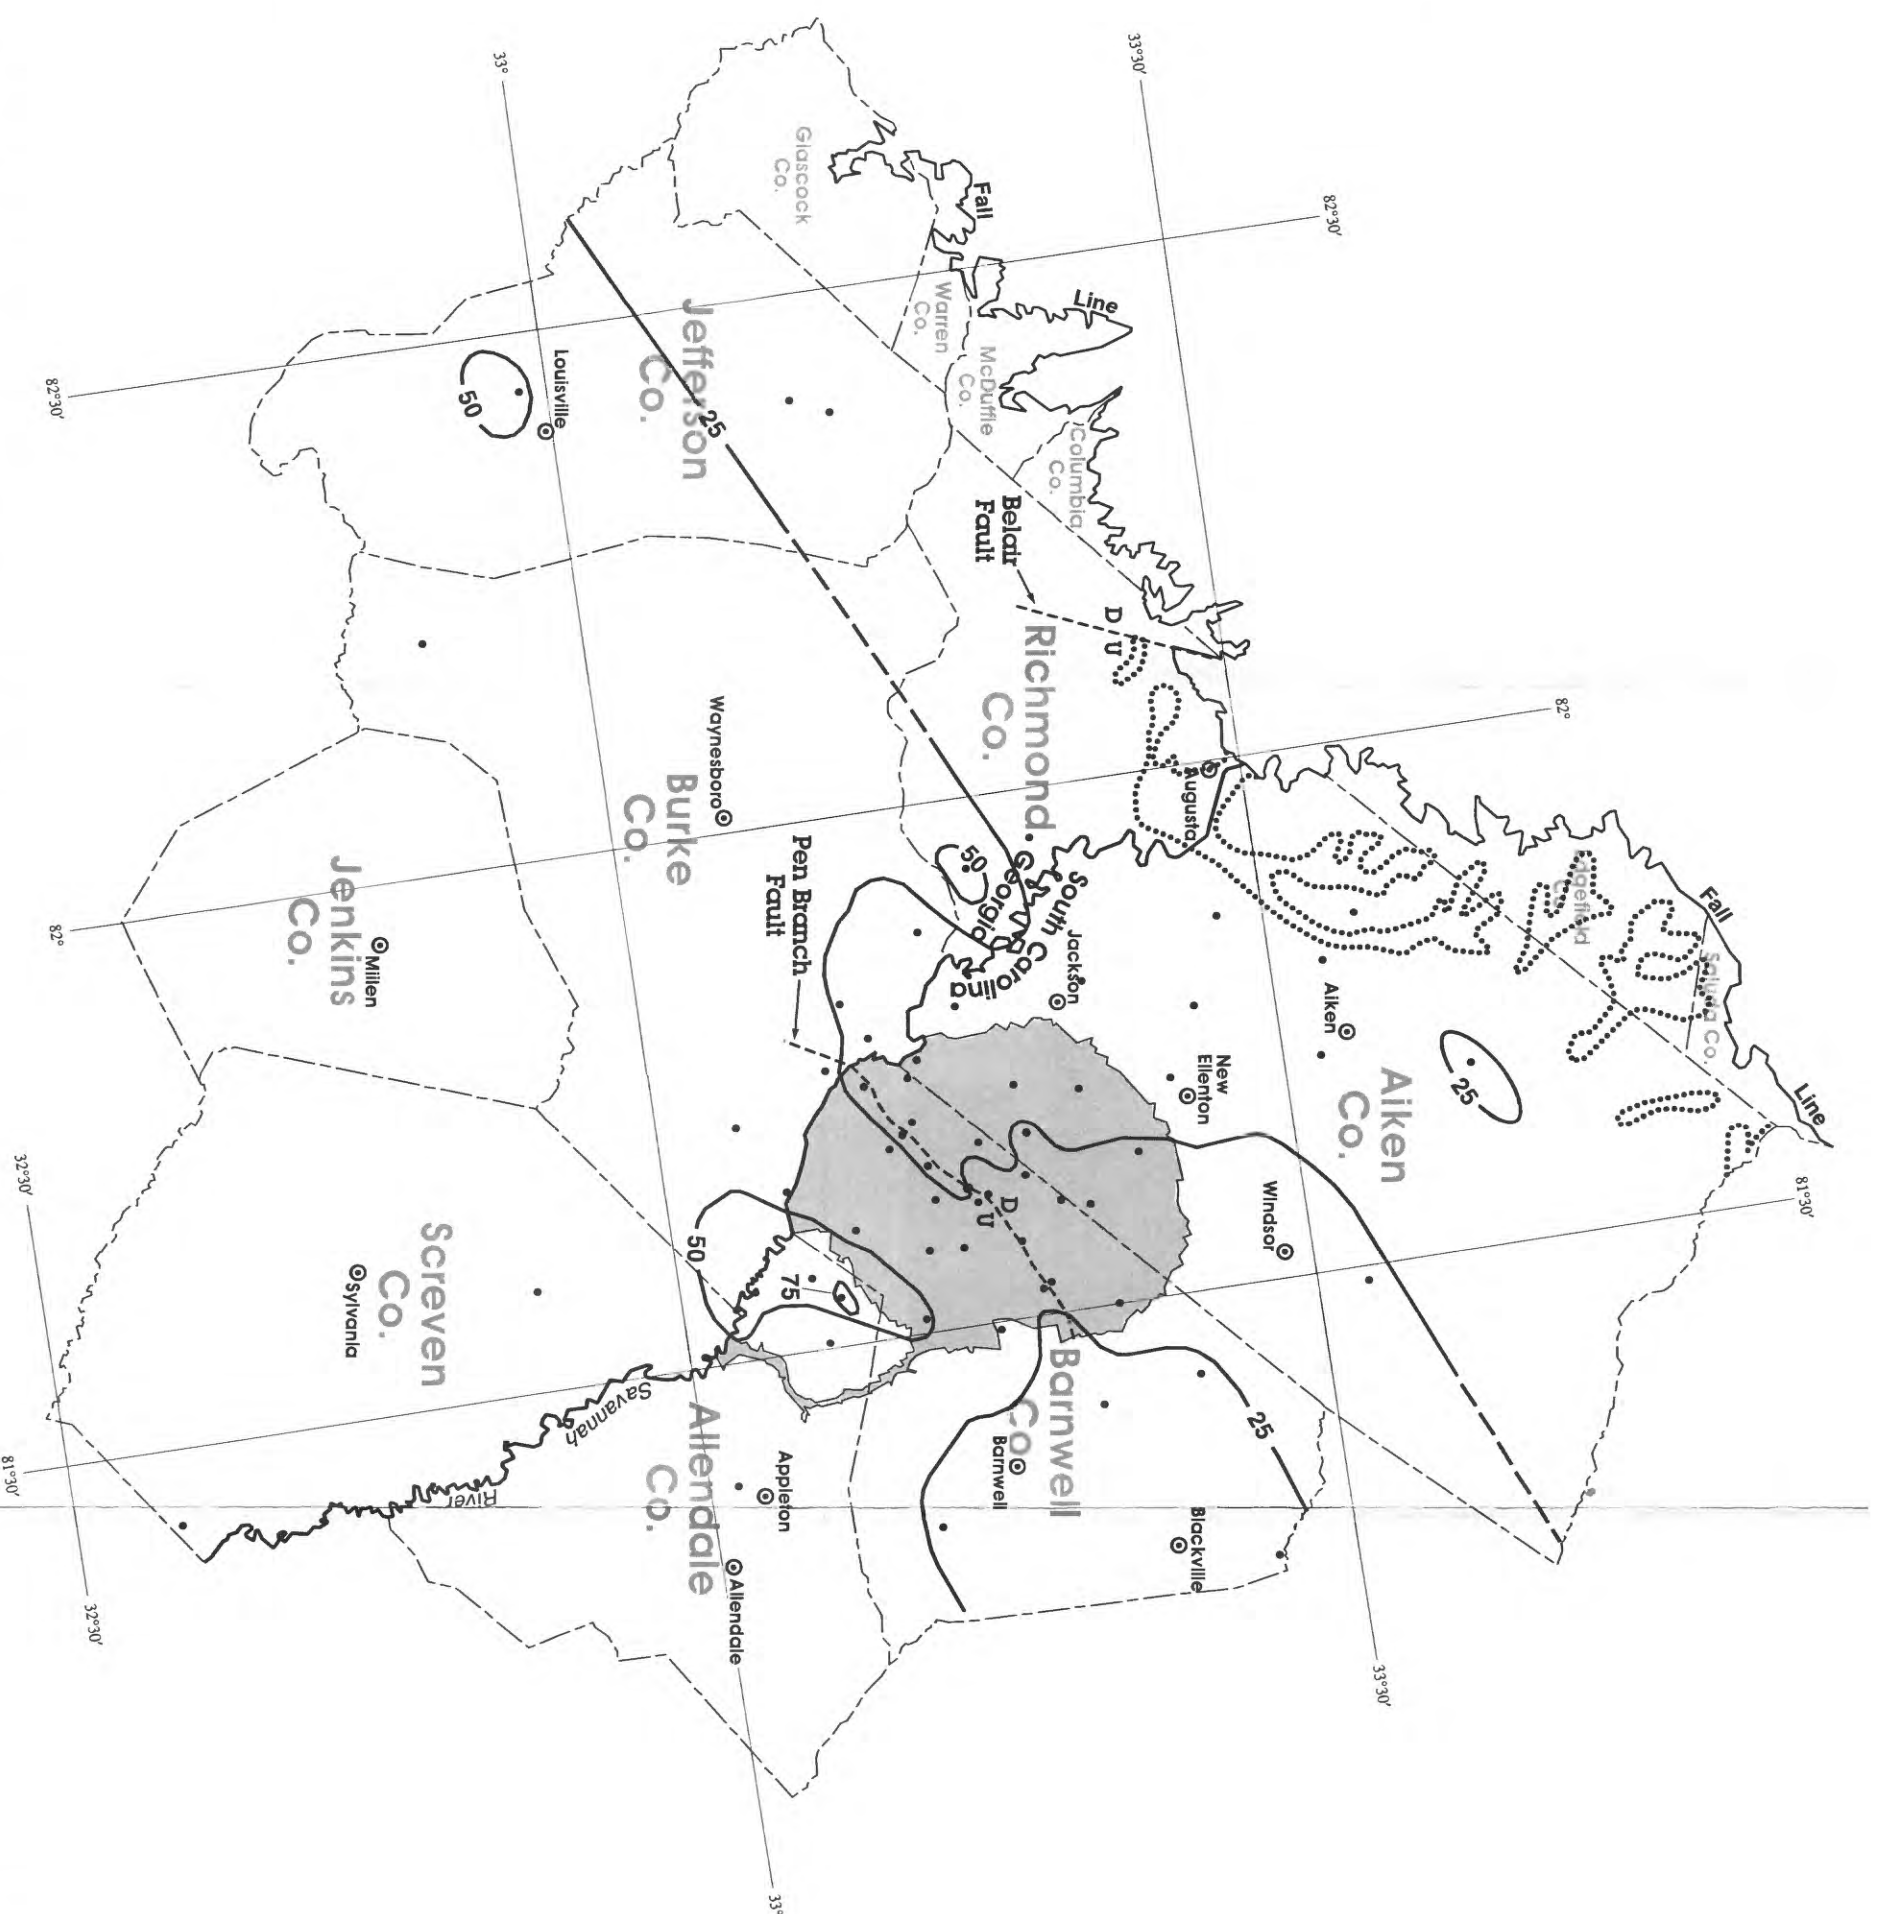 33°
33°30′
82°30′
Fall
Glascock
Co.
Line
Warren
Co.
McDuffie
Co.
Columbia
Co.
Jefferson
Co.
25
Louisville
50
82°30′
Belair
Fault
D
U
Richmond
Co.
82°
Augusta
Waynesboro
Burke
Co.
50
Georgia
South Carolina
Jackson
Pen Branch
Fault
Jenkins
Co.
Millen
82°
Edgefield
Co.
Fall
Saluda Co.
Line
Aiken
Aiken
Co.
25
New
Ellenton
Windsor
81°30′
D
U
50
75
Screven
Co.
Sylvania
32°30′
Savannah
River
81°30′
Barnwell
Co.
Barnwell
25
Blackville
Allendale
Co.
Appleton
Allendale
32°30′
33°30′
33°